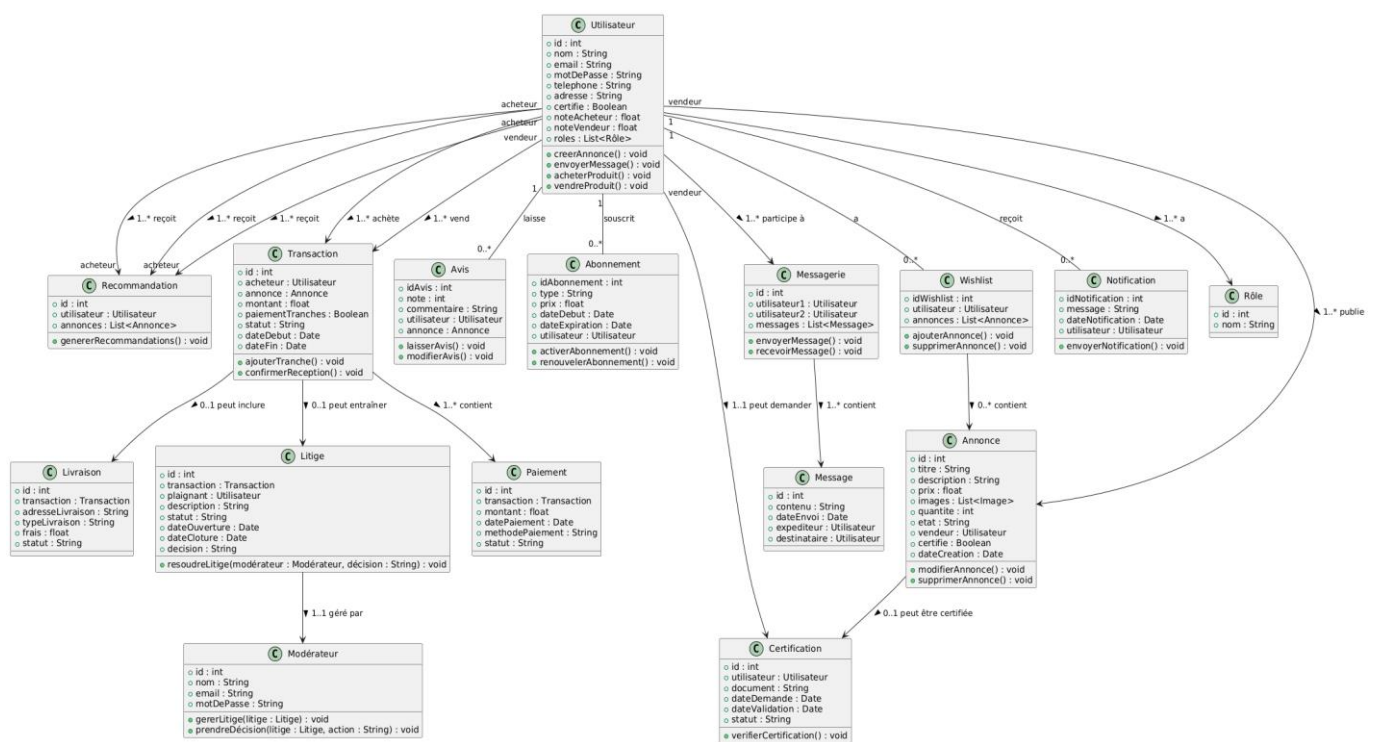 C Utilisateur
id : int
nom : String
email : String
motDePasse : String
telephone : String
adresse : String
certifie : Boolean
noteAcheteur : float
noteVendeur : float
roles : List<Rôle>
creerAnnonce() : void
envoyerMessage() : void
acheterProduit() : void
vendreProduit() : void
acheteur
acheteur
vendeur
vendeur
1
1
vendeur
1
1
1..* reçoit
1..* reçoit
1..* reçoit
1..* achète
1..* vend
laisse
souscrit
1..* participe à
a
reçoit
1..* a
1..* publie
acheteur
acheteur
0..*
0..*
0..*
0..*
C Recommandation
id : int
utilisateur : Utilisateur
annonces : List<Annonce>
genererRecommandations() : void
C Transaction
id : int
acheteur : Utilisateur
annonce : Annonce
montant : float
paiementTranches : Boolean
statut : String
dateDebut : Date
dateFin : Date
ajouterTranche() : void
confirmerReception() : void
C Avis
idAvis : int
note : int
commentaire : String
utilisateur : Utilisateur
annonce : Annonce
laisserAvis() : void
modifierAvis() : void
C Abonnement
idAbonnement : int
type : String
prix : float
dateDebut : Date
dateExpiration : Date
utilisateur : Utilisateur
activerAbonnement() : void
renouvelerAbonnement() : void
C Messagerie
id : int
utilisateur1 : Utilisateur
utilisateur2 : Utilisateur
messages : List<Message>
envoyerMessage() : void
recevoirMessage() : void
C Wishlist
idWishlist : int
utilisateur : Utilisateur
annonces : List<Annonce>
ajouterAnnonce() : void
supprimerAnnonce() : void
C Notification
idNotification : int
message : String
dateNotification : Date
utilisateur : Utilisateur
envoyerNotification() : void
C Rôle
id : int
nom : String
0..1 peut inclure
0..1 peut entraîner
1..* contient
1..1 peut demander
1..* contient
0..* contient
C Livraison
id : int
transaction : Transaction
adresseLivraison : String
typeLivraison : String
frais : float
statut : String
C Litige
id : int
transaction : Transaction
plaignant : Utilisateur
description : String
statut : String
dateOuverture : Date
dateCloture : Date
decision : String
resoudreLitige(modérateur : Modérateur, décision : String) : void
C Paiement
id : int
transaction : Transaction
montant : float
datePaiement : Date
methodePaiement : String
statut : String
C Message
id : int
contenu : String
dateEnvoi : Date
expediteur : Utilisateur
destinataire : Utilisateur
C Annonce
id : int
titre : String
description : String
prix : float
images : List<Image>
quantite : int
etat : String
vendeur : Utilisateur
certifie : Boolean
dateCreation : Date
modifierAnnonce() : void
supprimerAnnonce() : void
1..1 géré par
0..1 peut être certifiée
C Modérateur
id : int
nom : String
email : String
motDePasse : String
gererLitige(litige : Litige) : void
prendreDécision(litige : Litige, action : String) : void
C Certification
id : int
utilisateur : Utilisateur
document : String
dateDemande : Date
dateValidation : Date
statut : String
verifierCertification() : void